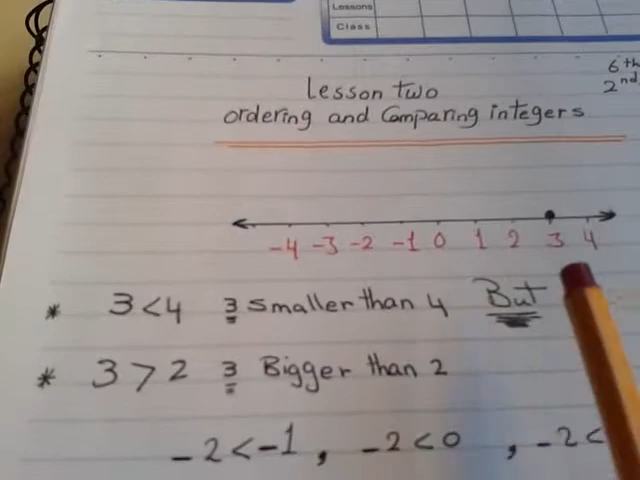 Lessons
Class
6th
2nd
Lesson two
ordering and Comparing integers
-4 -3 -2 -1 0 1 2 3 4
* 3<4 3 smaller than 4 But
* 3>2 3 Bigger than 2
-2<-1, -2<0, -2<